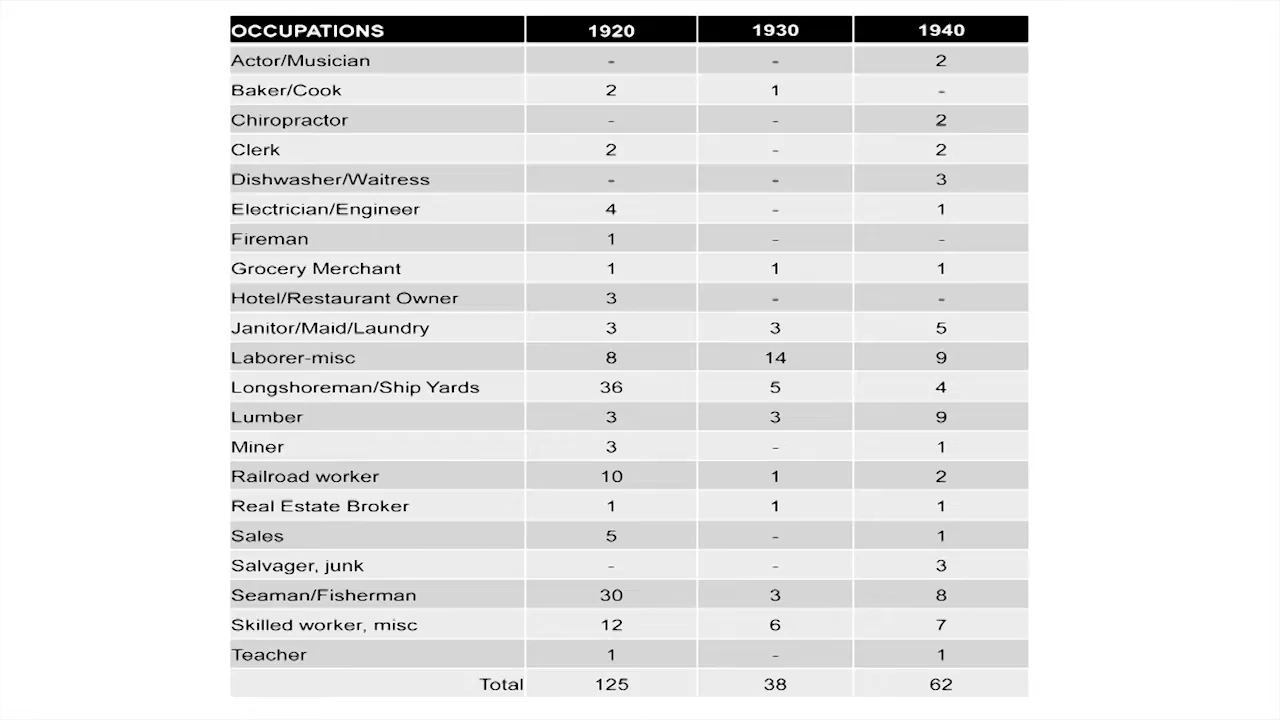 OCCUPATIONS 1920 1930 1940
Actor/Musician - - 2
Baker/Cook 2 1 -
Chiropractor - - 2
Clerk 2 - 2
Dishwasher/Waitress - - 3
Electrician/Engineer 4 - 1
Fireman 1 - -
Grocery Merchant 1 1 1
Hotel/Restaurant Owner 3 - -
Janitor/Maid/Laundry 3 3 5
Laborer-misc 8 14 9
Longshoreman/Ship Yards 36 5 4
Lumber 3 3 9
Miner 3 - 1
Railroad worker 10 1 2
Real Estate Broker 1 1 1
Sales 5 - 1
Salvager, junk - - 3
Seaman/Fisherman 30 3 8
Skilled worker, misc 12 6 7
Teacher 1 - 1
Total 125 38 62